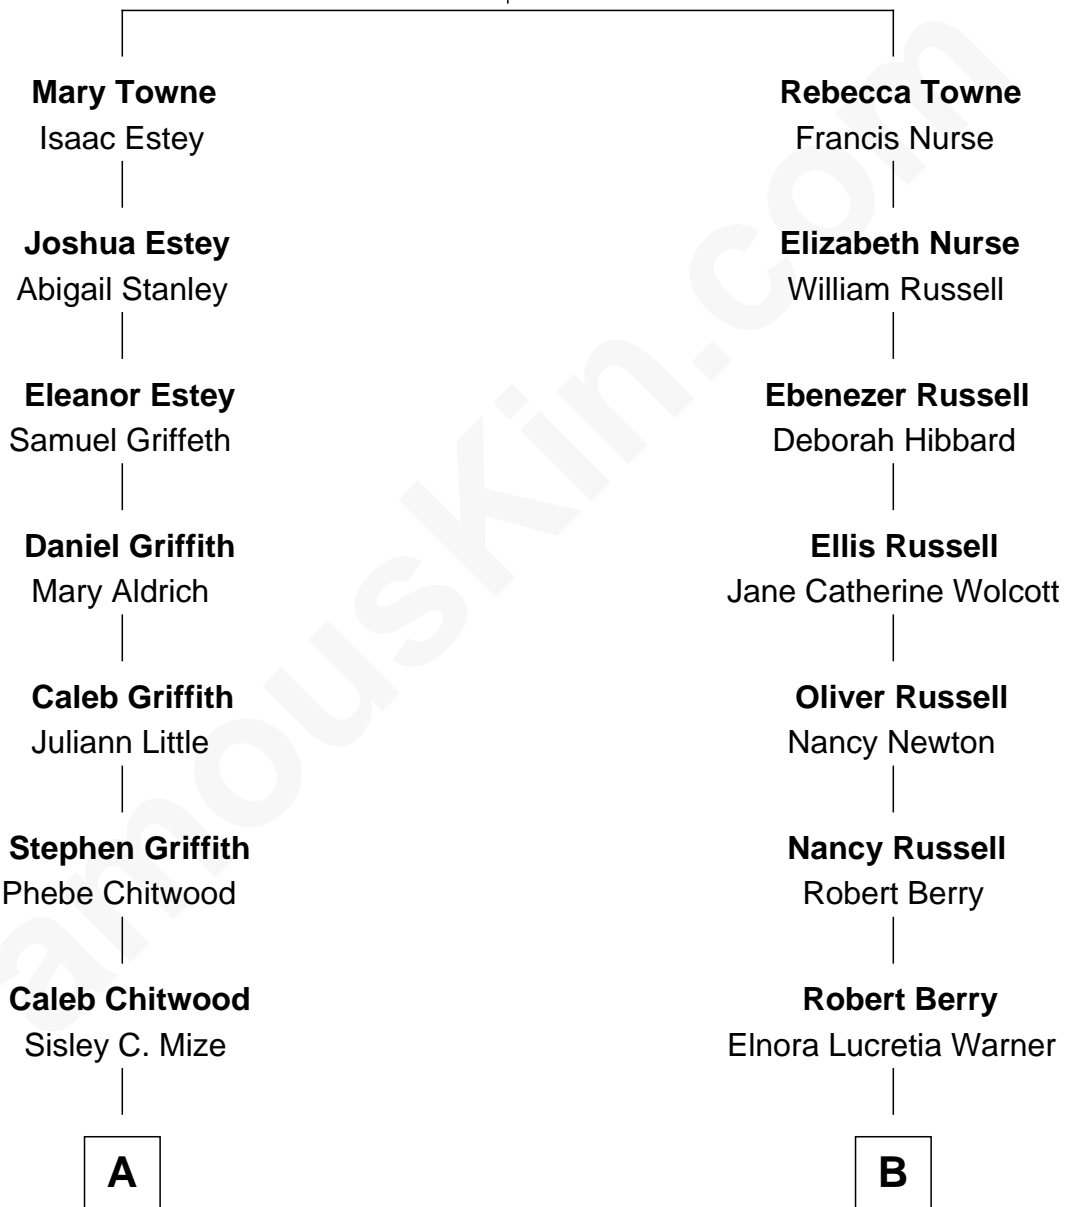 Mary Towne
Isaac Estey
Rebecca Towne
Francis Nurse
Joshua Estey
Abigail Stanley
Elizabeth Nurse
William Russell
Eleanor Estey
Samuel Griffeth
Ebenezer Russell
Deborah Hibbard
Daniel Griffith
Mary Aldrich
Ellis Russell
Jane Catherine Wolcott
Caleb Griffith
Juliann Little
Oliver Russell
Nancy Newton
Stephen Griffith
Phebe Chitwood
Nancy Russell
Robert Berry
Caleb Chitwood
Sisley C. Mize
Robert Berry
Elnora Lucretia Warner
A
B
amouskin.com